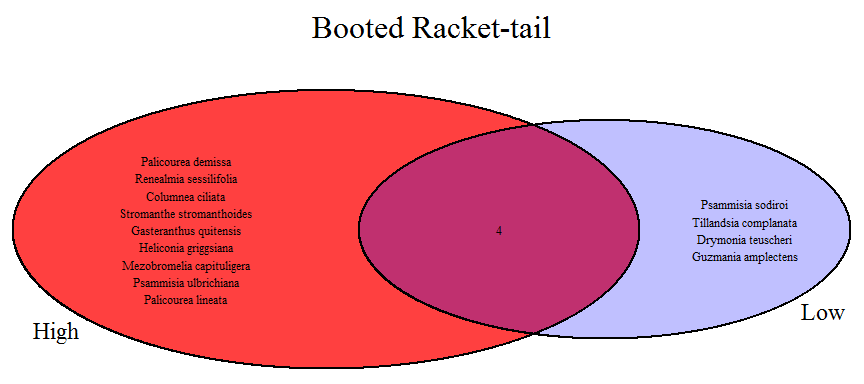 Booted Racket-tail
Palicourea demissa
Renealmia sessilifolia
Columnea ciliata
Stromanthe stromanthoides
Gasteranthus quitensis
Heliconia griggsiana
Mezobromelia capituligera
Psammisia ulbrichiana
Palicourea lineata
4
Psammisia sodiroi
Tillandsia complanata
Drymonia teuscheri
Guzmania amplectens
High
Low